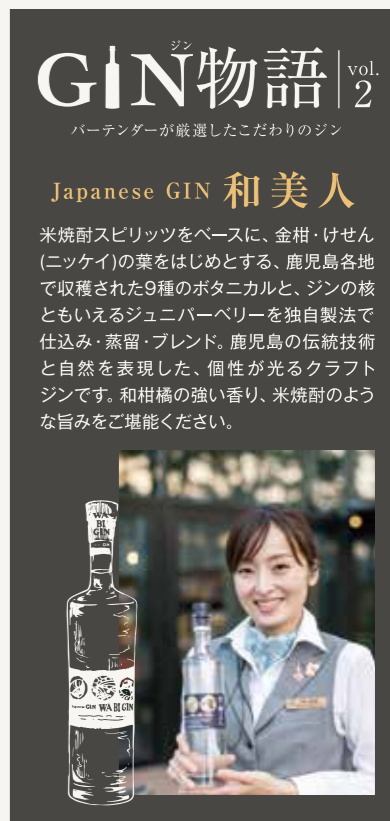 ジン
GIN物語 vol. 2
バーテンダーが厳選したこだわりのジン
Japanese GIN 和美人
米焼酎スピリッツをベースに、金柑・けせん
(ニッケイ)の葉をはじめとする、鹿児島各地
で収穫された9種のボタニカルと、ジンの核
ともいえるジュニパーベリーを独自製法で
仕込み・蒸留・ブレンド。鹿児島の伝統技術
と自然を表現した、個性が光るクラフト
ジンです。和柑橘の強い香り、米焼酎のよう
な旨みをご堪能ください。
WA
BI
GIN
Japanese GIN WA BI GIN